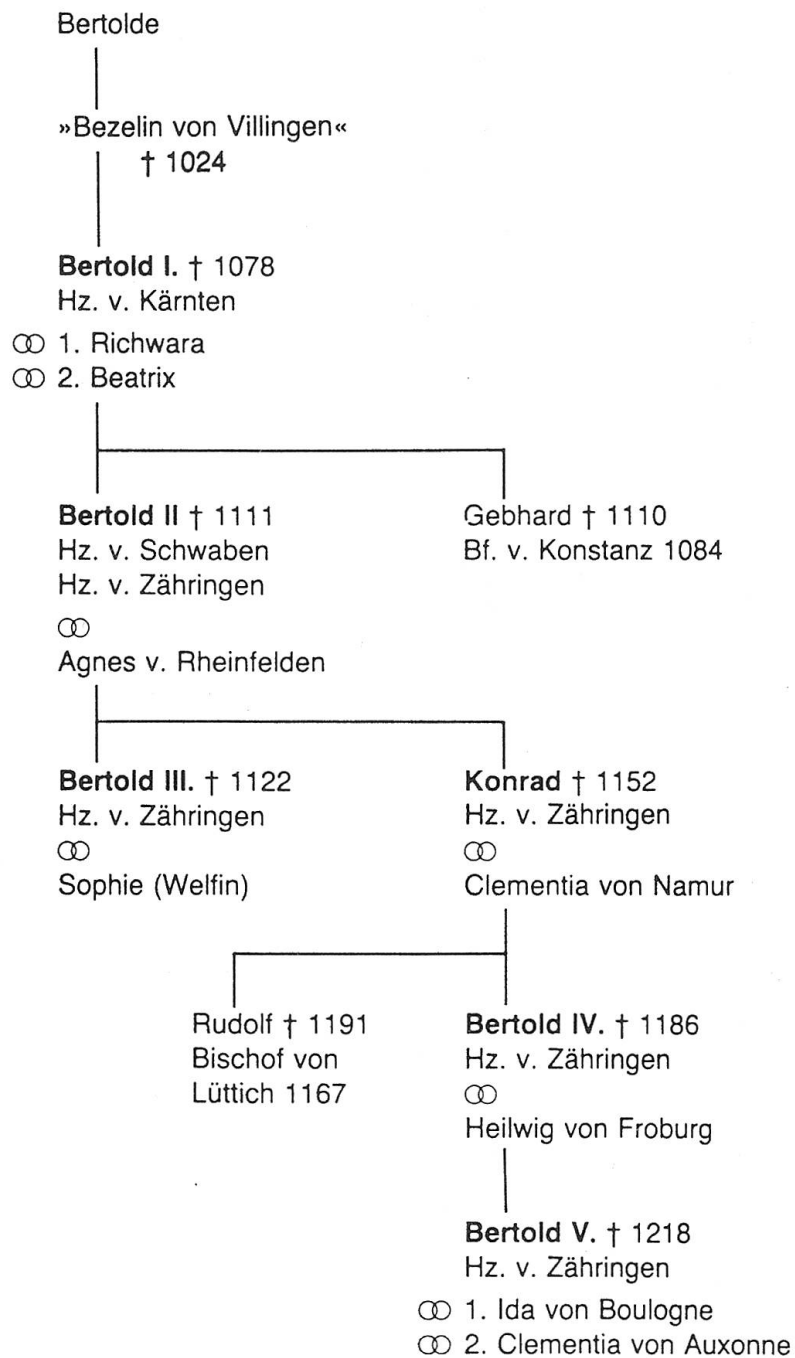 Bertolde
»Bezelin von Villingen«
† 1024
Bertold I. † 1078
Hz. v. Kärnten
⚭ 1. Richwara
⚭ 2. Beatrix
Bertold II † 1111
Hz. v. Schwaben
Hz. v. Zähringen
⚭
Agnes v. Rheinfelden
Gebhard † 1110
Bf. v. Konstanz 1084
Bertold III. † 1122
Hz. v. Zähringen
⚭
Sophie (Welfin)
Konrad † 1152
Hz. v. Zähringen
⚭
Clementia von Namur
Rudolf † 1191
Bischof von
Lüttich 1167
Bertold IV. † 1186
Hz. v. Zähringen
⚭
Heilwig von Froburg
Bertold V. † 1218
Hz. v. Zähringen
⚭ 1. Ida von Boulogne
⚭ 2. Clementia von Auxonne